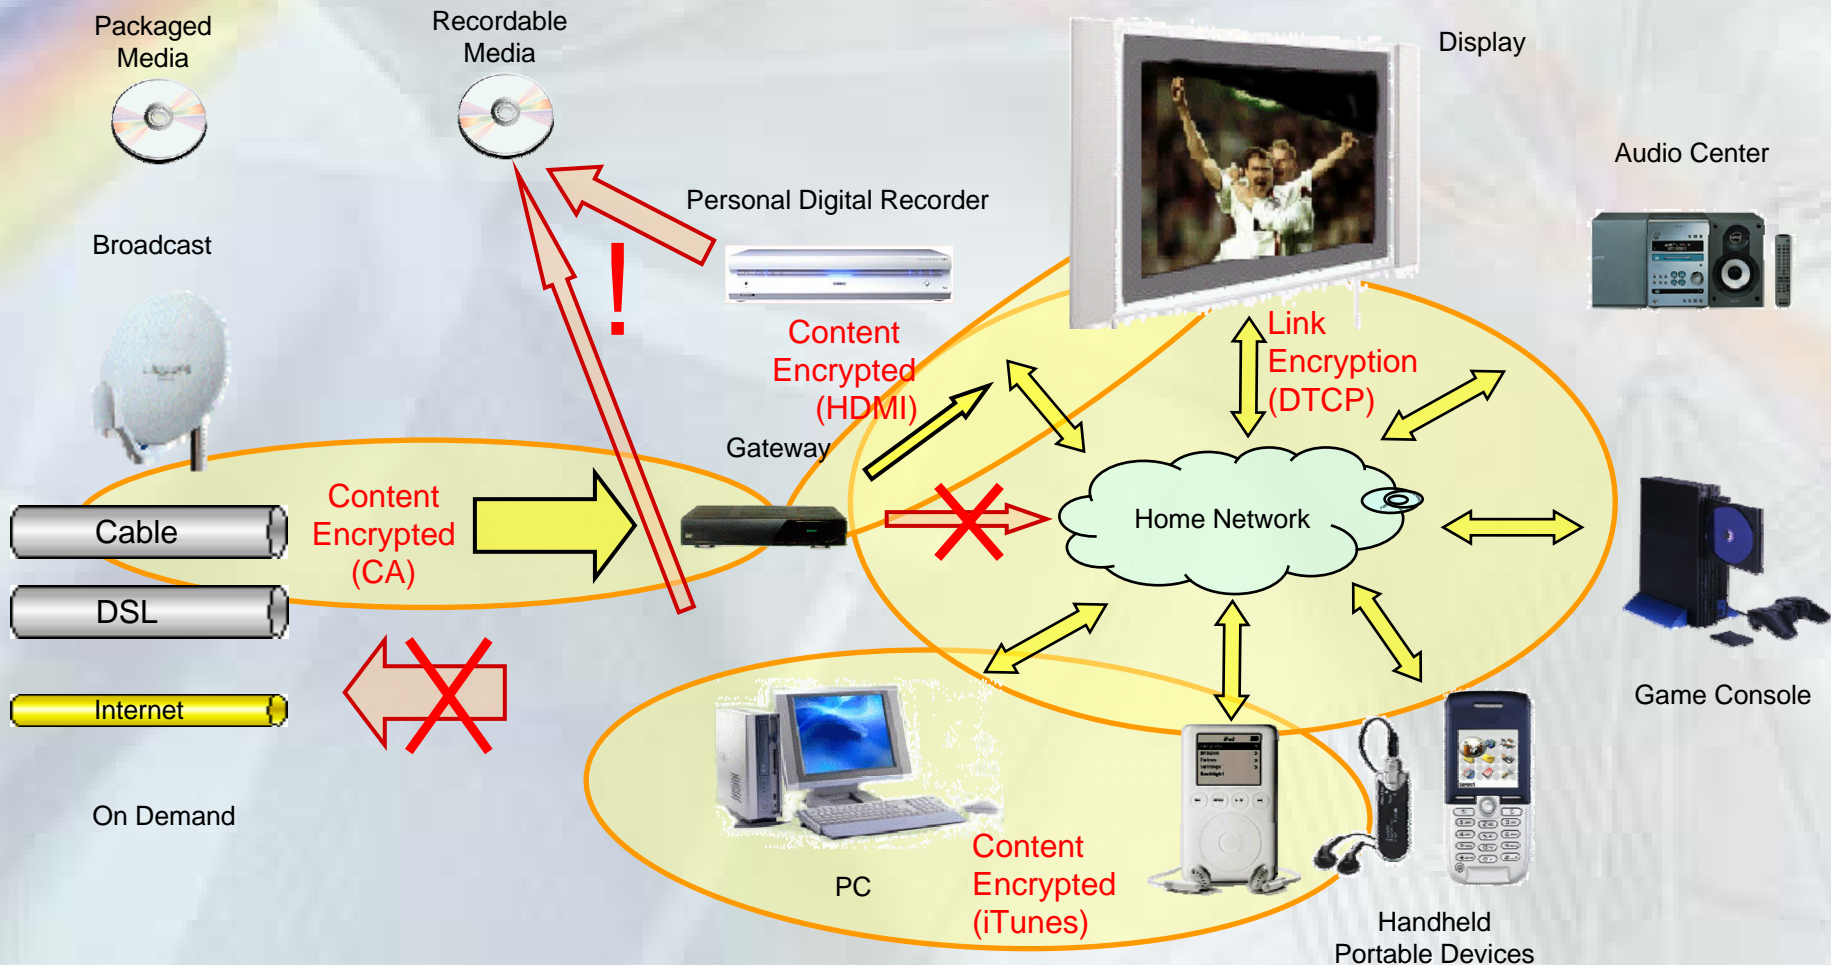 Packaged
Media
Recordable
Media
Display
Audio Center
Personal Digital Recorder
Broadcast
Content
Encrypted
(HDMI)
Link
Encryption
(DTCP)
Gateway
Cable
Content
Encrypted
(CA)
Home Network
DSL
!
Internet
Game Console
On Demand
PC
Content
Encrypted
(iTunes)
Handheld
Portable Devices